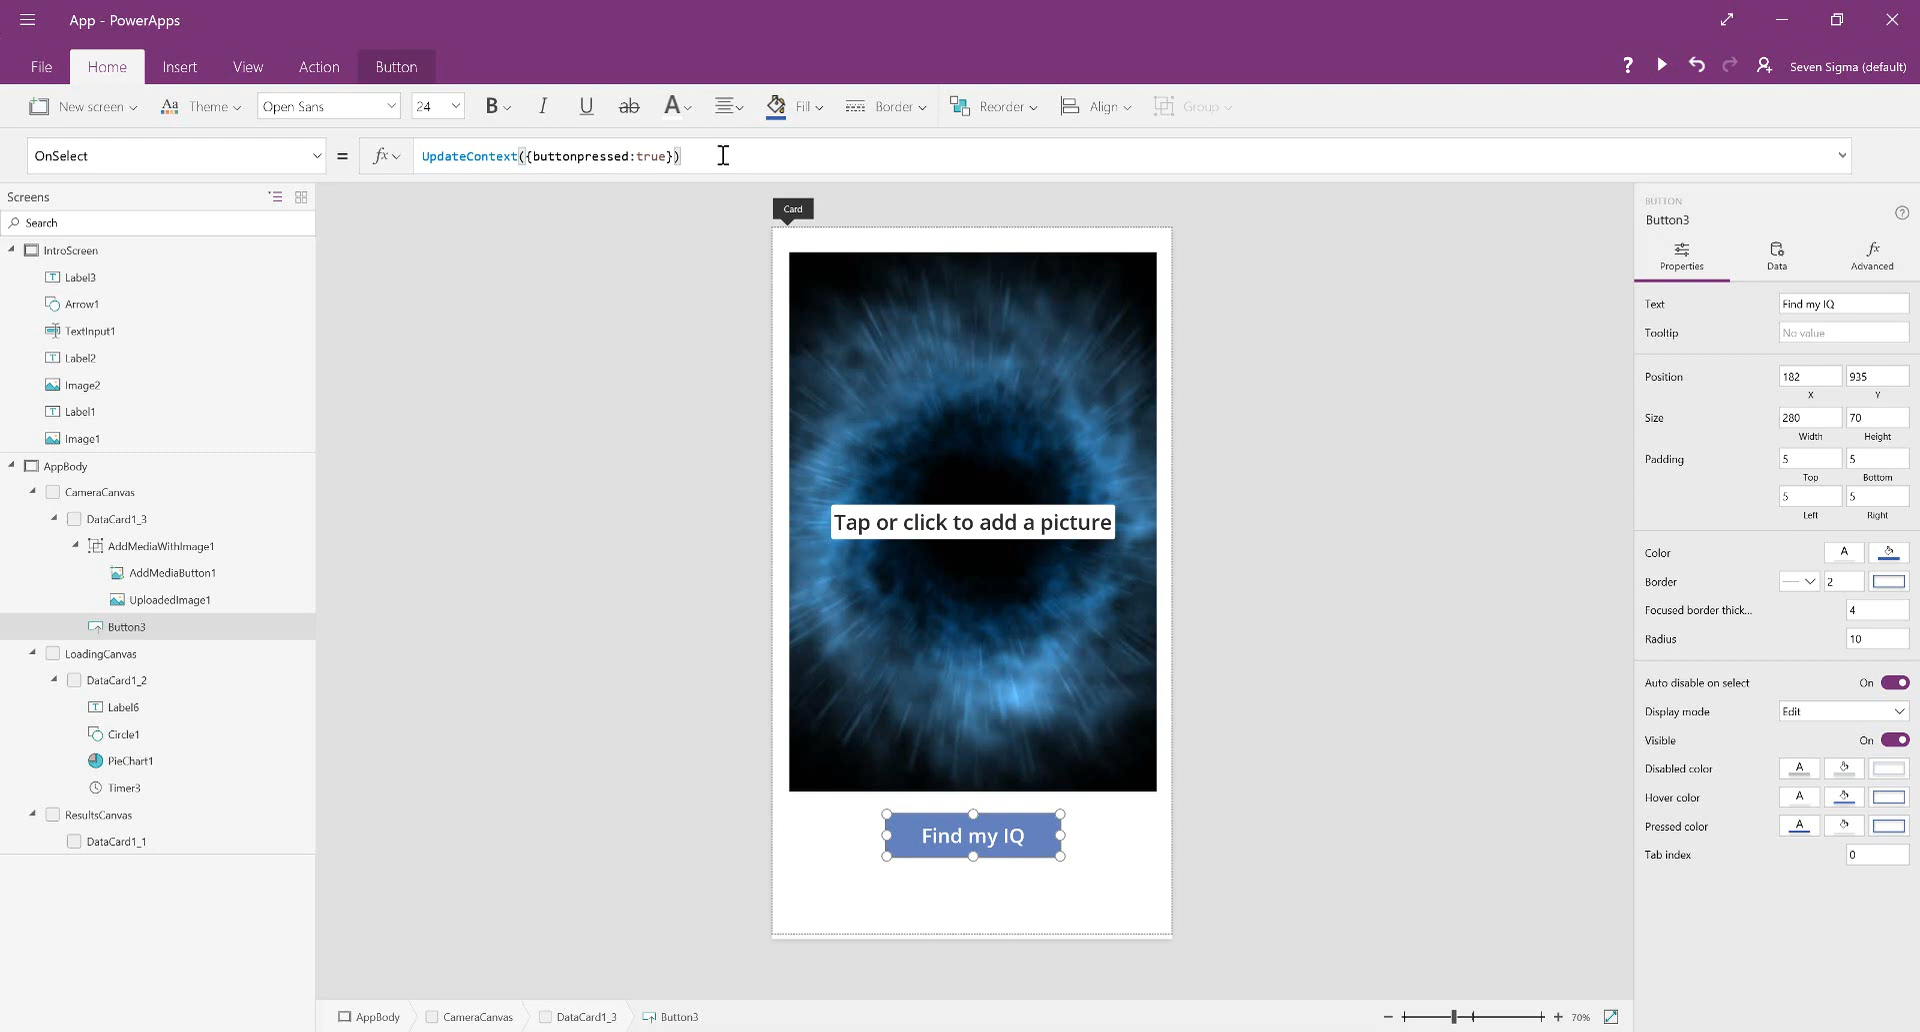 App - PowerApps
File Home Insert View Action Button
? Seven Sigma (default)
New screen Aa Theme Open Sans 24 B I U ab A Fill Border Reorder Align Group
OnSelect = fx UpdateContext({buttonpressed:true})
Screens
Search
IntroScreen
Label3
Arrow1
TextInput1
Label2
Image2
Label1
Image1
AppBody
CameraCanvas
DataCard1_3
AddMediaWithImage1
AddMediaButton1
UploadedImage1
Button3
LoadingCanvas
DataCard1_2
Label6
Circle1
PieChart1
Timer3
ResultsCanvas
DataCard1_1
Card
Tap or click to add a picture
Find my IQ
AppBody CameraCanvas DataCard1_3 Button3
70%
BUTTON
Button3
Properties Data Advanced
Text Find my IQ
Tooltip No value
Position 182 935
X Y
Size 280 70
Width Height
Padding 5 5
Top Bottom
5 5
Left Right
Color A
Border 2
Focused border thick... 4
Radius 10
Auto disable on select On
Display mode Edit
Visible On
Disabled color A
Hover color A
Pressed color A
Tab index 0